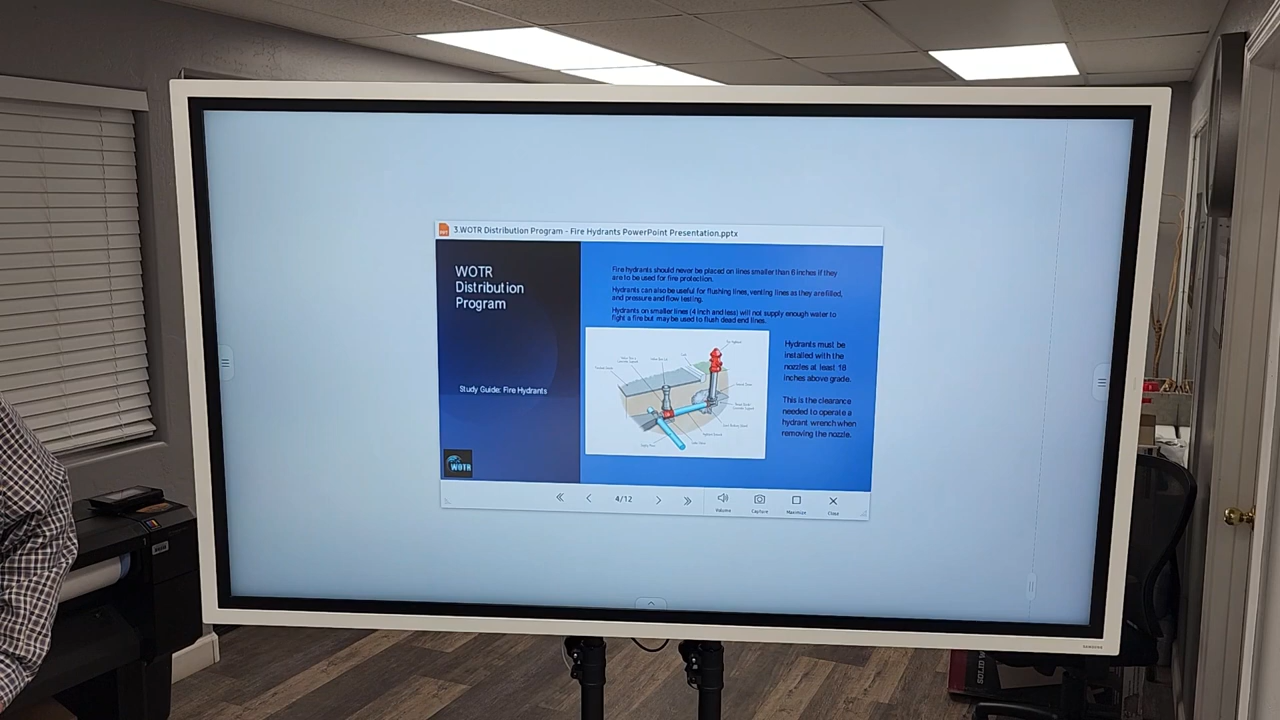 3.WOTR Distribution Program - Fire Hydrants PowerPoint Presentation.pptx
WOTR
Distribution
Program
Study Guide: Fire Hydrants
WOTR
Fire hydrants should never be placed on lines smaller than 6 inches if they
are to be used for fire protection.
Hydrants can also be useful for flushing lines, venting lines as they are filled,
and pressure and flow testing.
Hydrants on smaller lines (4 inch and less) will not supply enough water to
fight a fire but may be used to flush dead end lines.
Hydrants must be
installed with the
nozzles at least 18
inches above grade.
This is the clearance
needed to operate a
hydrant wrench when
removing the nozzle.
4/12
Volume
Capture
Maximize
Close
SAMSUNG